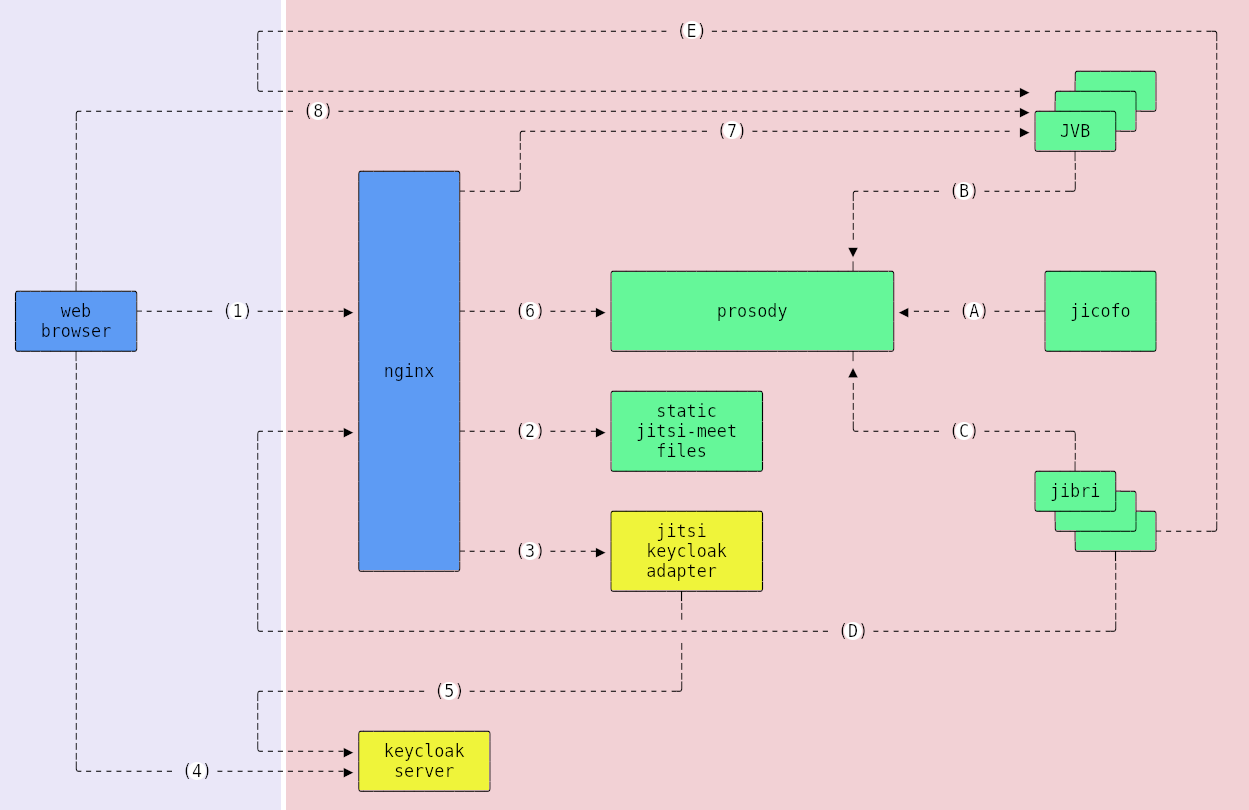 (E)
(8)
(7)
JVB
(B)
web
browser
(1)
nginx
(6)
prosody
(A)
jicofo
(2)
static
jitsi-meet
files
(C)
jibri
(3)
jitsi
keycloak
adapter
(D)
(5)
keycloak
server
(4)